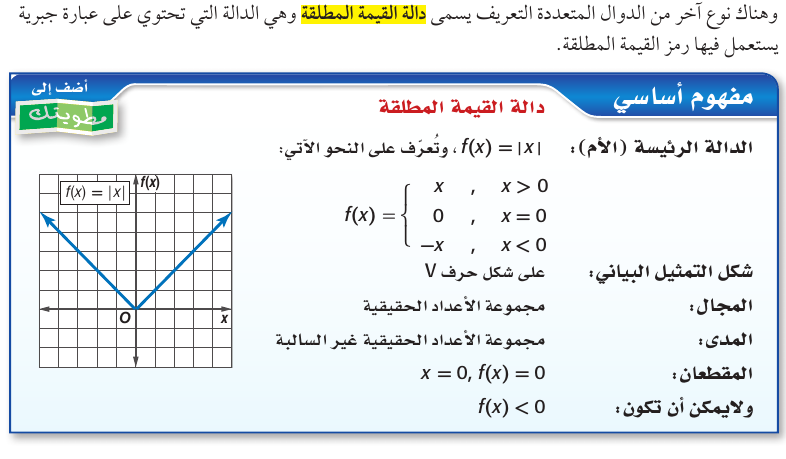 وهناك نوع آخر من الدوال المتعددة التعريف يسمى دالة القيمة المطلقة وهي الدالة التي تحتوي على عبارة جبرية
يستعمل فيها رمز القيمة المطلقة.
مفهوم أساسي
أضف إلى
مطويتك
دالة القيمة المطلقة
الدالة الرئيسة (الأم): f(x) = |x|، وتُعرّف على النحو الآتي:
f(x) = {
x , x > 0
0 , x = 0
−x , x < 0
شكل التمثيل البياني: على شكل حرف V
المجال: مجموعة الأعداد الحقيقية
المدى: مجموعة الأعداد الحقيقية غير السالبة
المقطعان: x = 0, f(x) = 0
ولايمكن أن تكون: f(x) < 0
f(x)
f(x) = |x|
O
x